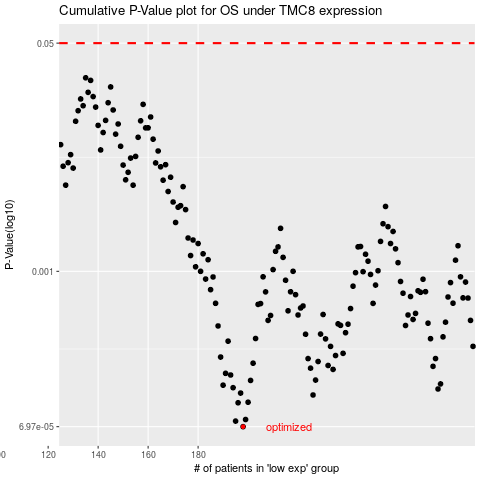 Cumulative P-Value plot for OS under TMC8 expression
0.05
P-Value(log10)
0.001
6.97e-05
optimized
00 120 140 160 180
# of patients in 'low exp' group